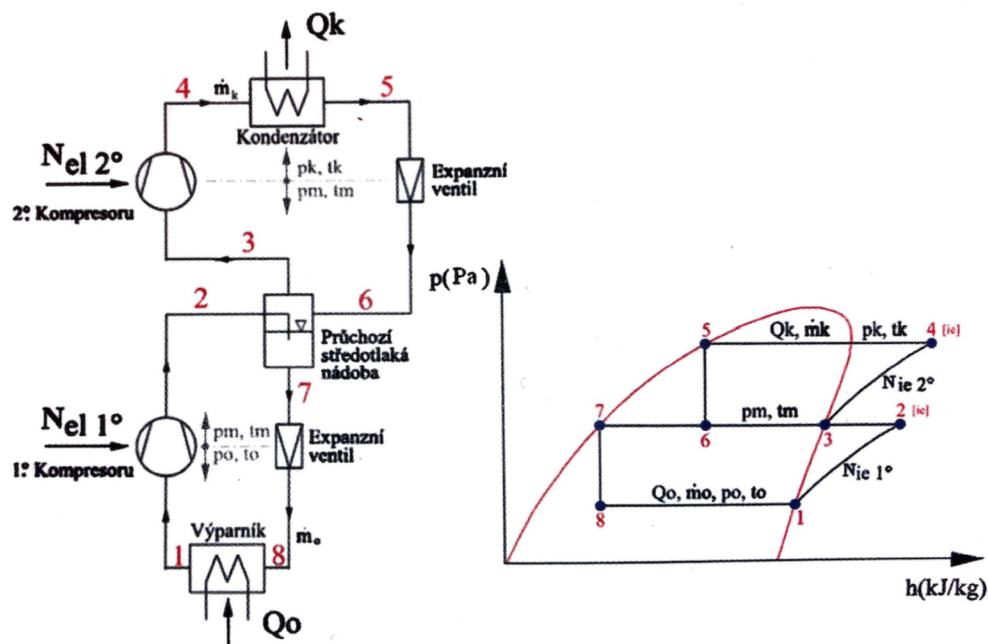 Qk
4
ṁk
5
Kondenzátor
Nel 2°
pk, tk
pm, tm
Expanzní
ventil
2°. Kompresoru
3
2
6
Průchozí
středotlaká
nádoba
7
Nel 1°
pm, tm
po, to
Expanzní
ventil
1°. Kompresoru
Výparník
ṁo
1
8
Qo
p(Pa)
5
Qk, ṁk
pk, tk
4 [ie]
Nie 2°
7
pm, tm
2 [ie]
6
3
Nie 1°
Qo, ṁo, po, to
8
1
h(kJ/kg)